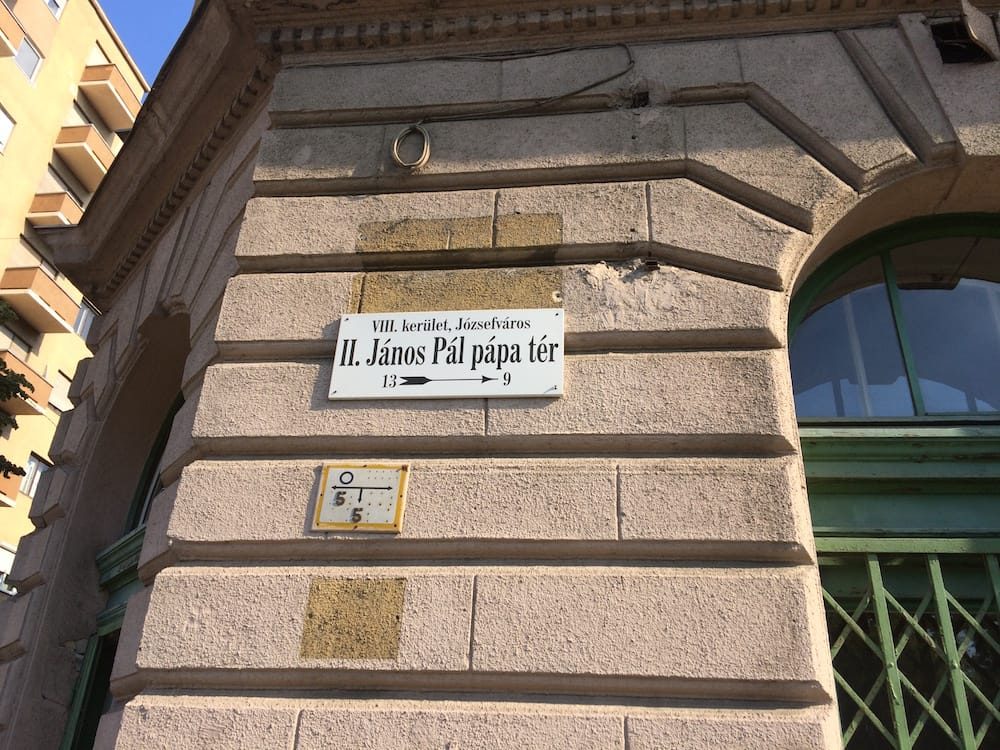 VIII. kerület, Józsefváros
II. János Pál pápa tér
13 9
5
5